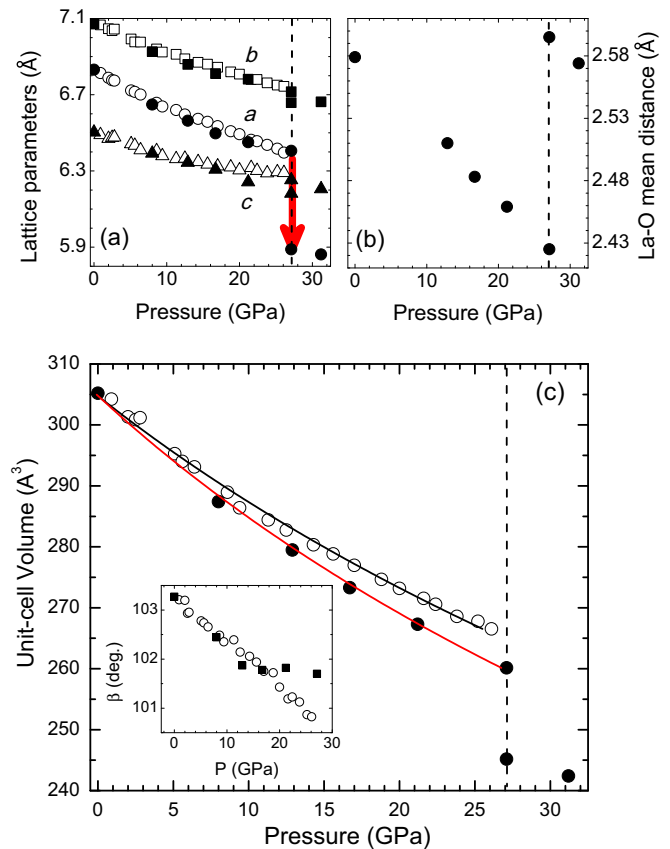 7.1
6.7
6.3
5.9
Lattice parameters (Å)
b
a
c
(a)
0 10 20 30
Pressure (GPa)
(b)
2.58
2.53
2.48
2.43
La-O mean distance (Å)
0 10 20 30
Pressure (GPa)
310
300
290
280
270
260
250
240
Unit-cell Volume (A³)
(c)
103
102
101
β (deg.)
0 10 20 30
P (GPa)
0 5 10 15 20 25 30
Pressure (GPa)